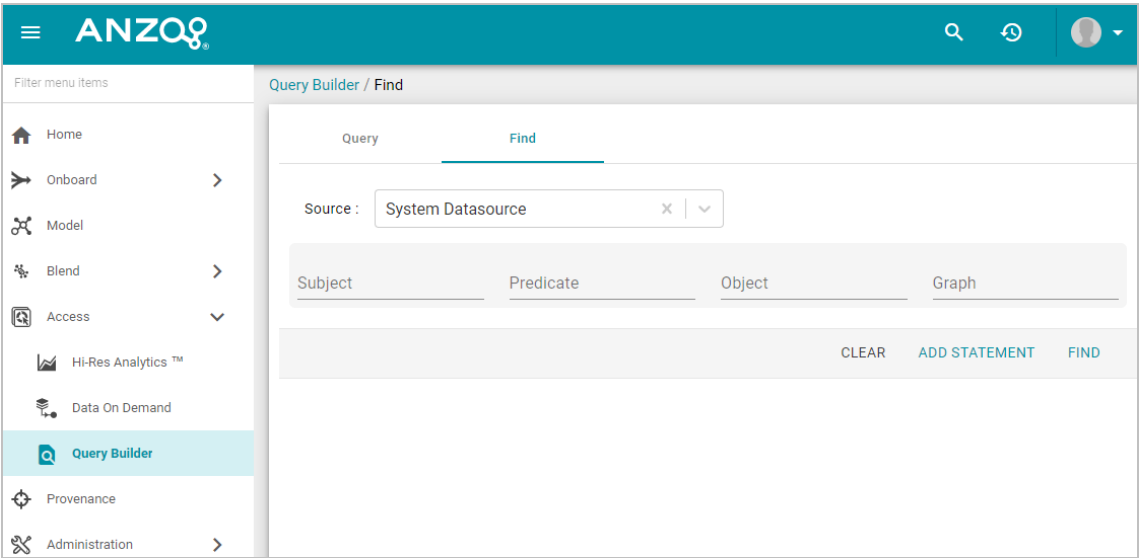 ANZO®
Filter menu items
Home
Onboard
Model
Blend
Access
Hi-Res Analytics ™
Data On Demand
Query Builder
Provenance
Administration
Query Builder / Find
Query Find
Source : System Datasource
Subject Predicate Object Graph
CLEAR ADD STATEMENT FIND